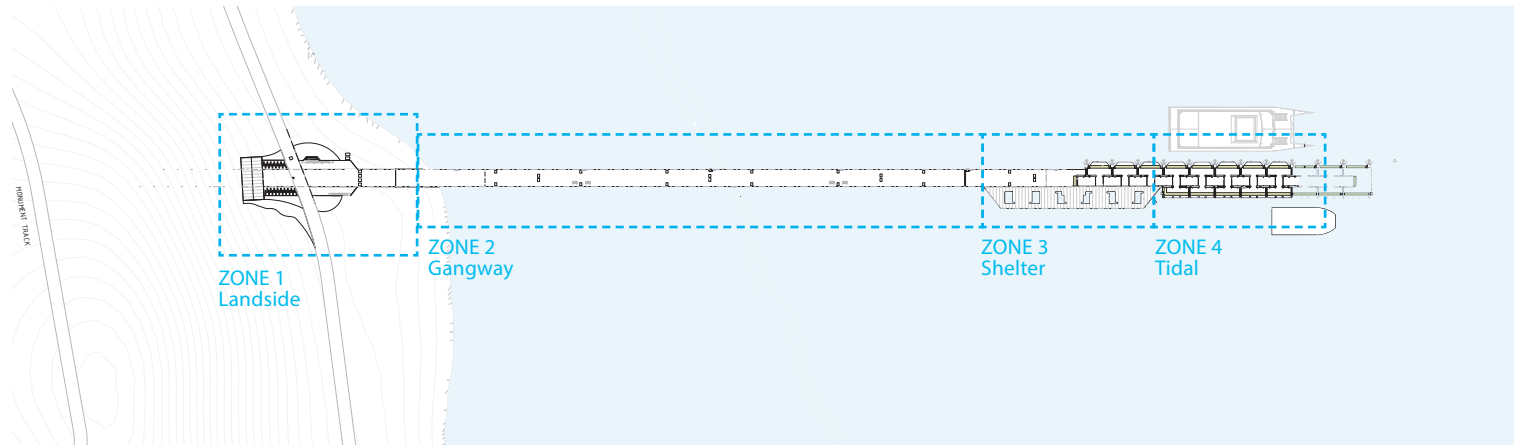 MONUMENT TRACK
ZONE 1
Landside
ZONE 2
Gangway
ZONE 3
Shelter
ZONE 4
Tidal